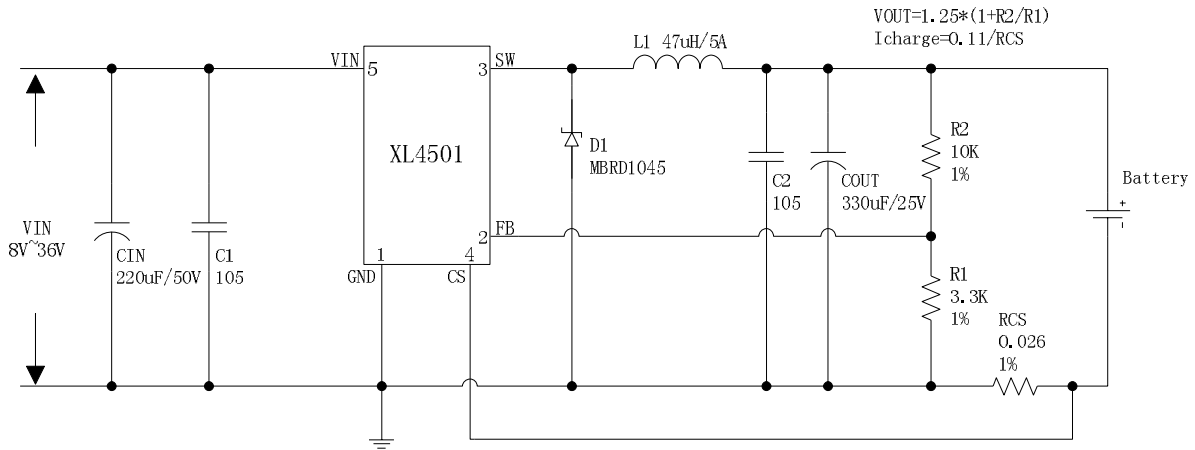 VOUT=1.25*(1+R2/R1)
Icharge=0.11/RCS
L1 47uH/5A
VIN
5
3
SW
XL4501
D1
MBRD1045
R2
10K
1%
C2
105
COUT
330uF/25V
Battery
+
-
VIN
8V~36V
CIN
220uF/50V
C1
105
2
FB
1
4
GND
CS
R1
3.3K
1%
RCS
0.026
1%